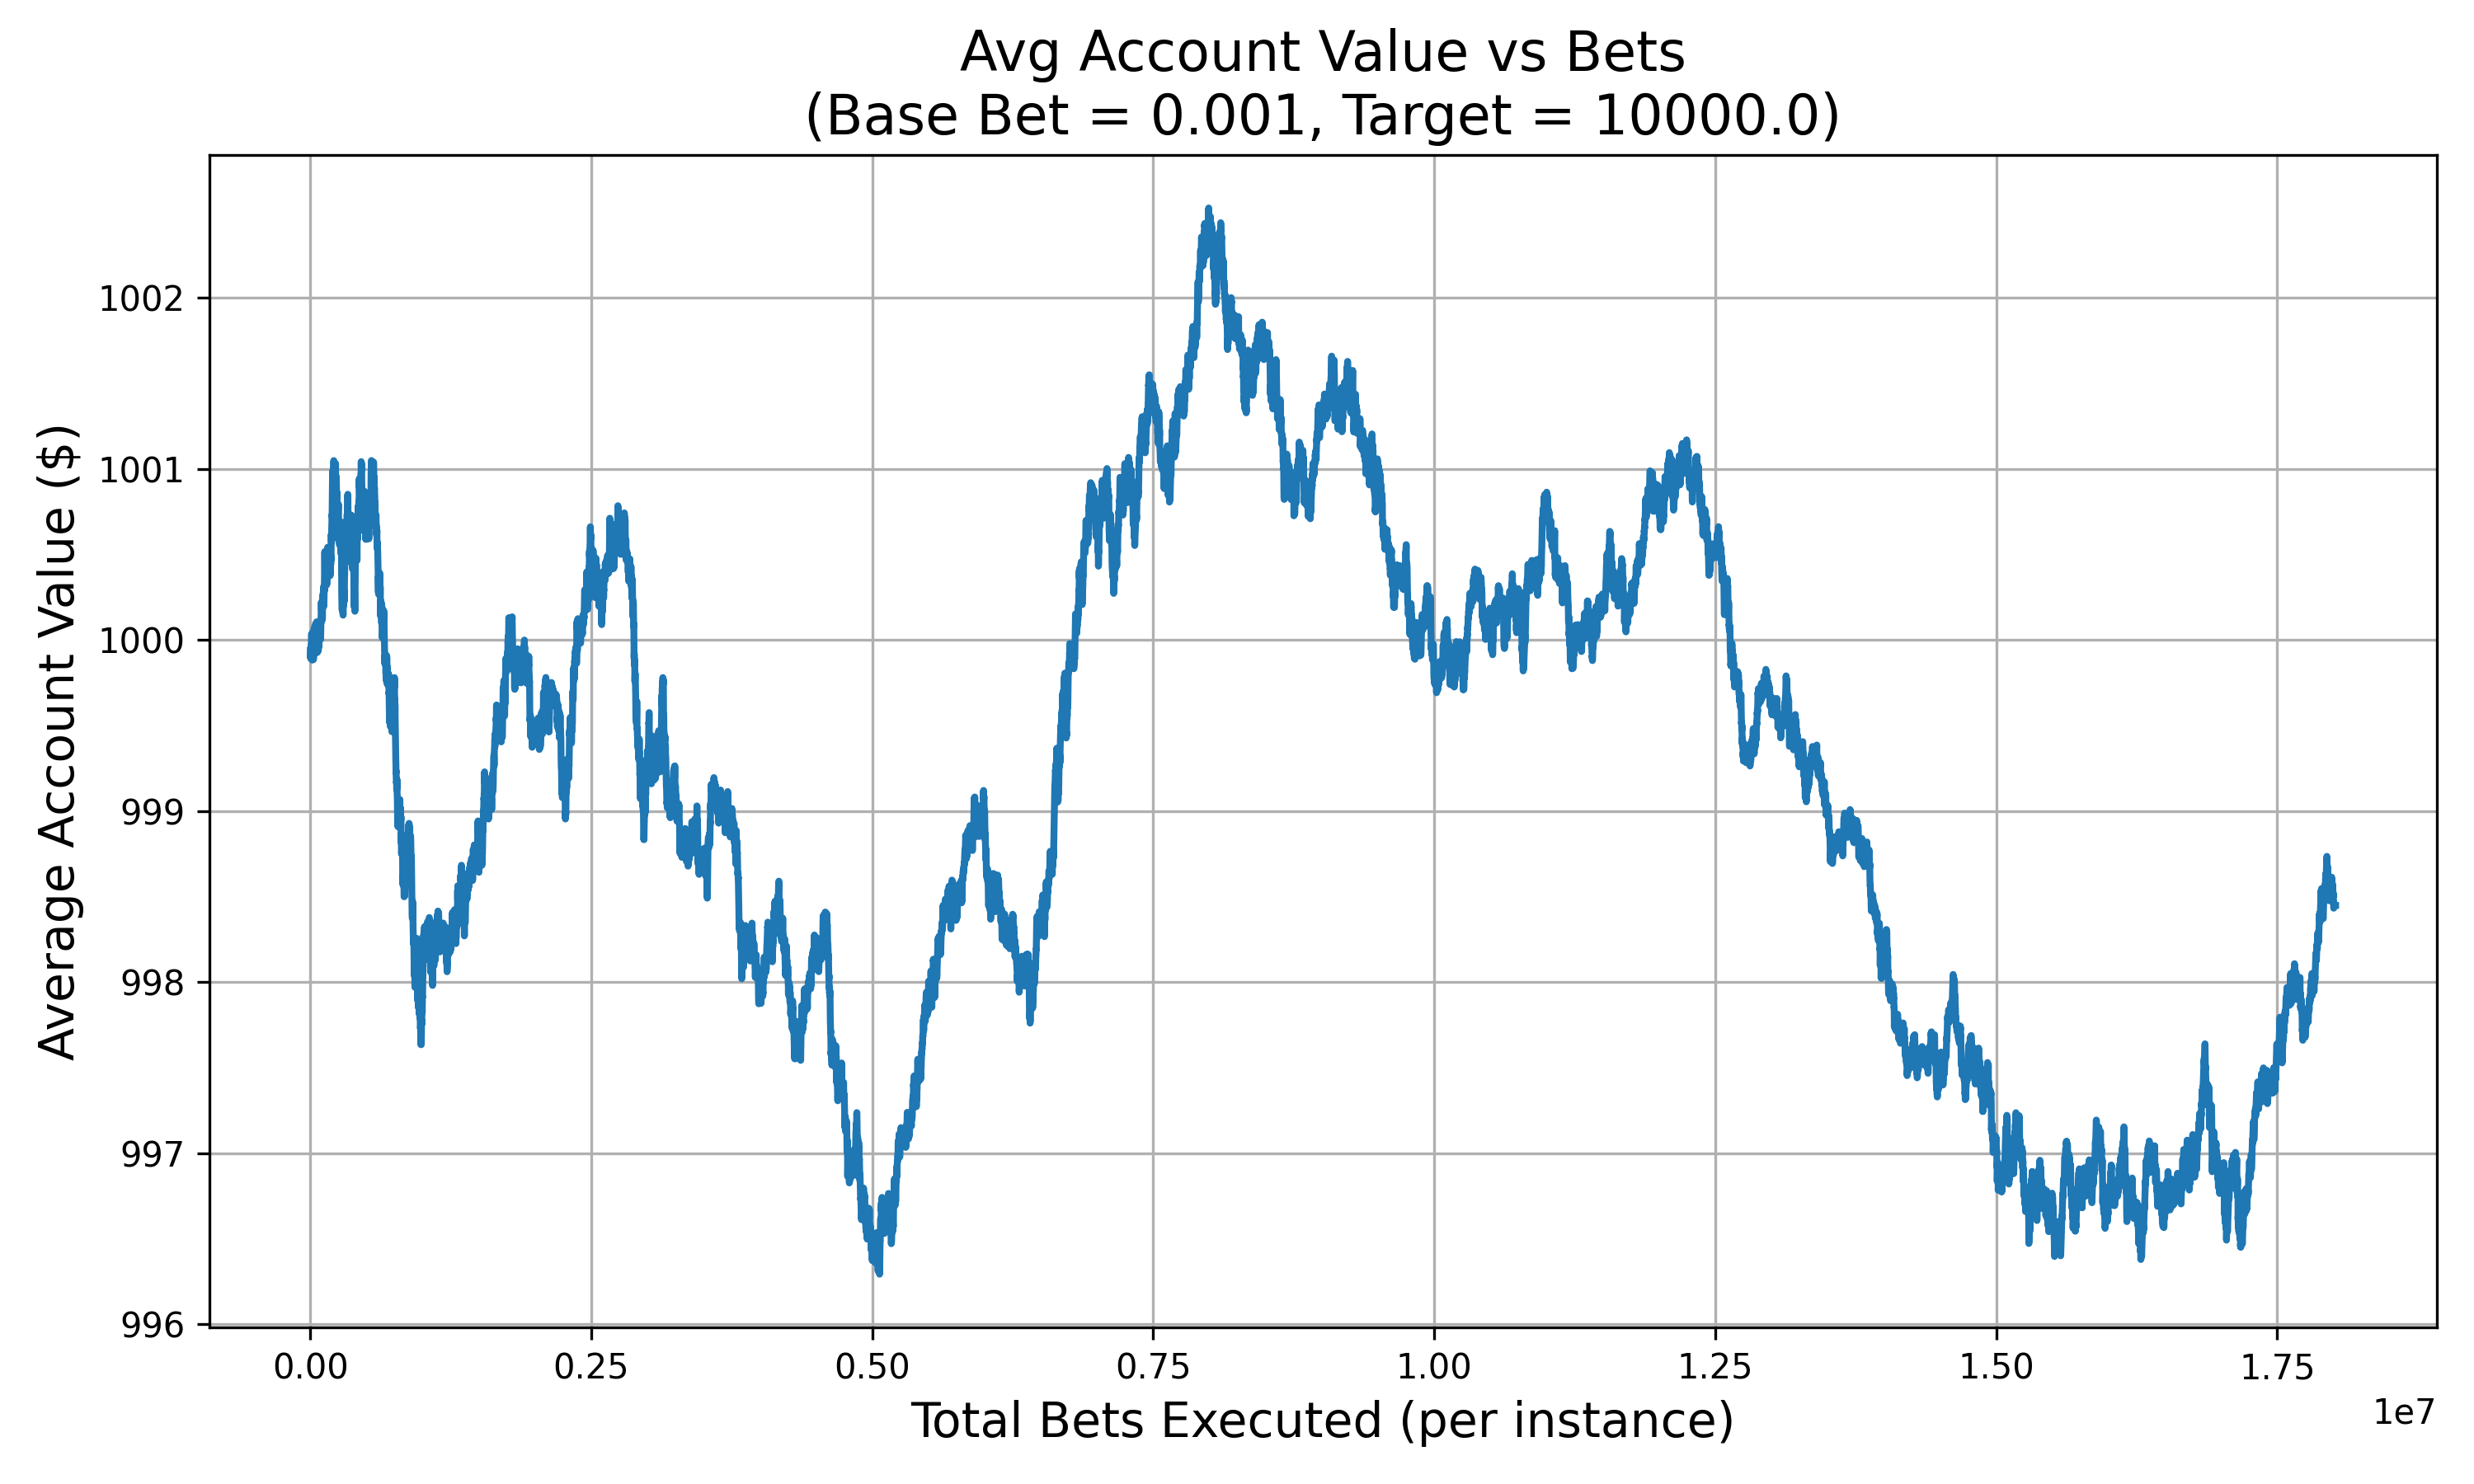 Avg Account Value vs Bets
(Base Bet = 0.001, Target = 10000.0)
Average Account Value ($)
1002
1001
1000
999
998
997
996
0.00 0.25 0.50 0.75 1.00 1.25 1.50 1.75
1e7
Total Bets Executed (per instance)